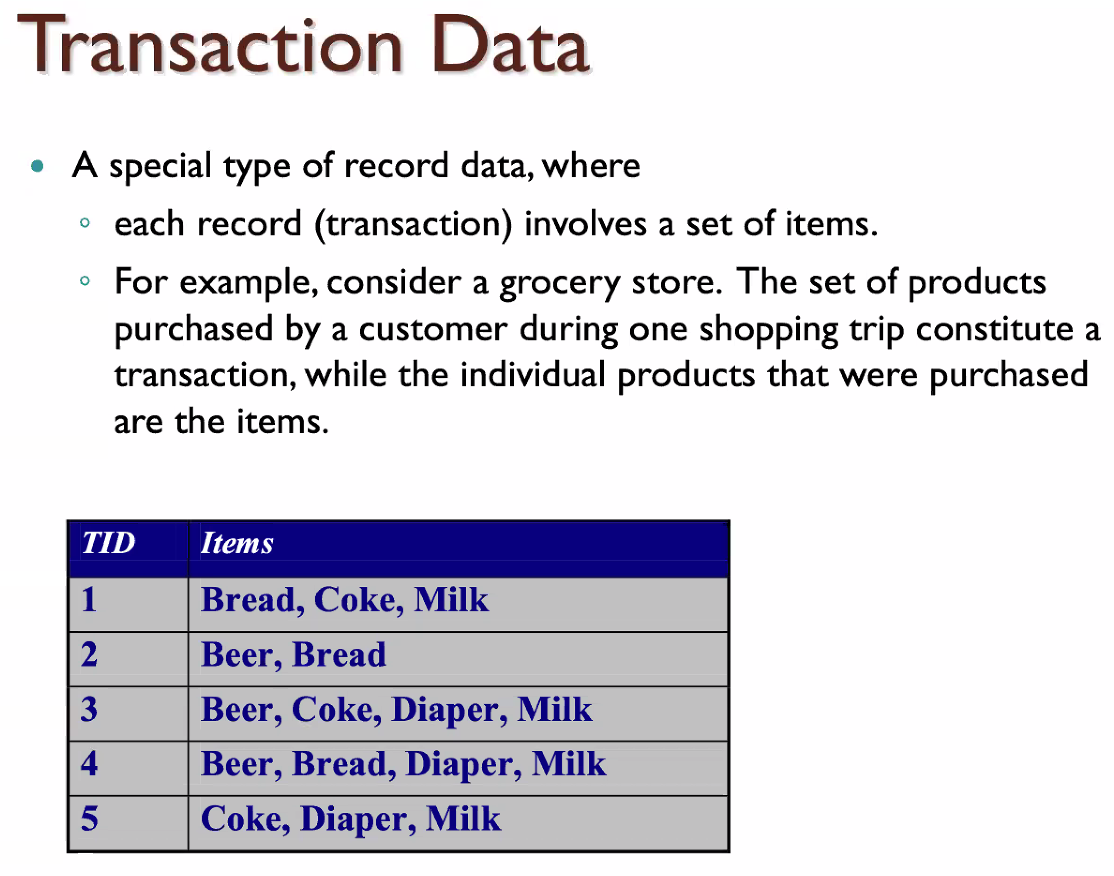 Transaction Data
• A special type of record data, where
◦ each record (transaction) involves a set of items.
◦ For example, consider a grocery store. The set of products
purchased by a customer during one shopping trip constitute a
transaction, while the individual products that were purchased
are the items.
TID Items
1 Bread, Coke, Milk
2 Beer, Bread
3 Beer, Coke, Diaper, Milk
4 Beer, Bread, Diaper, Milk
5 Coke, Diaper, Milk